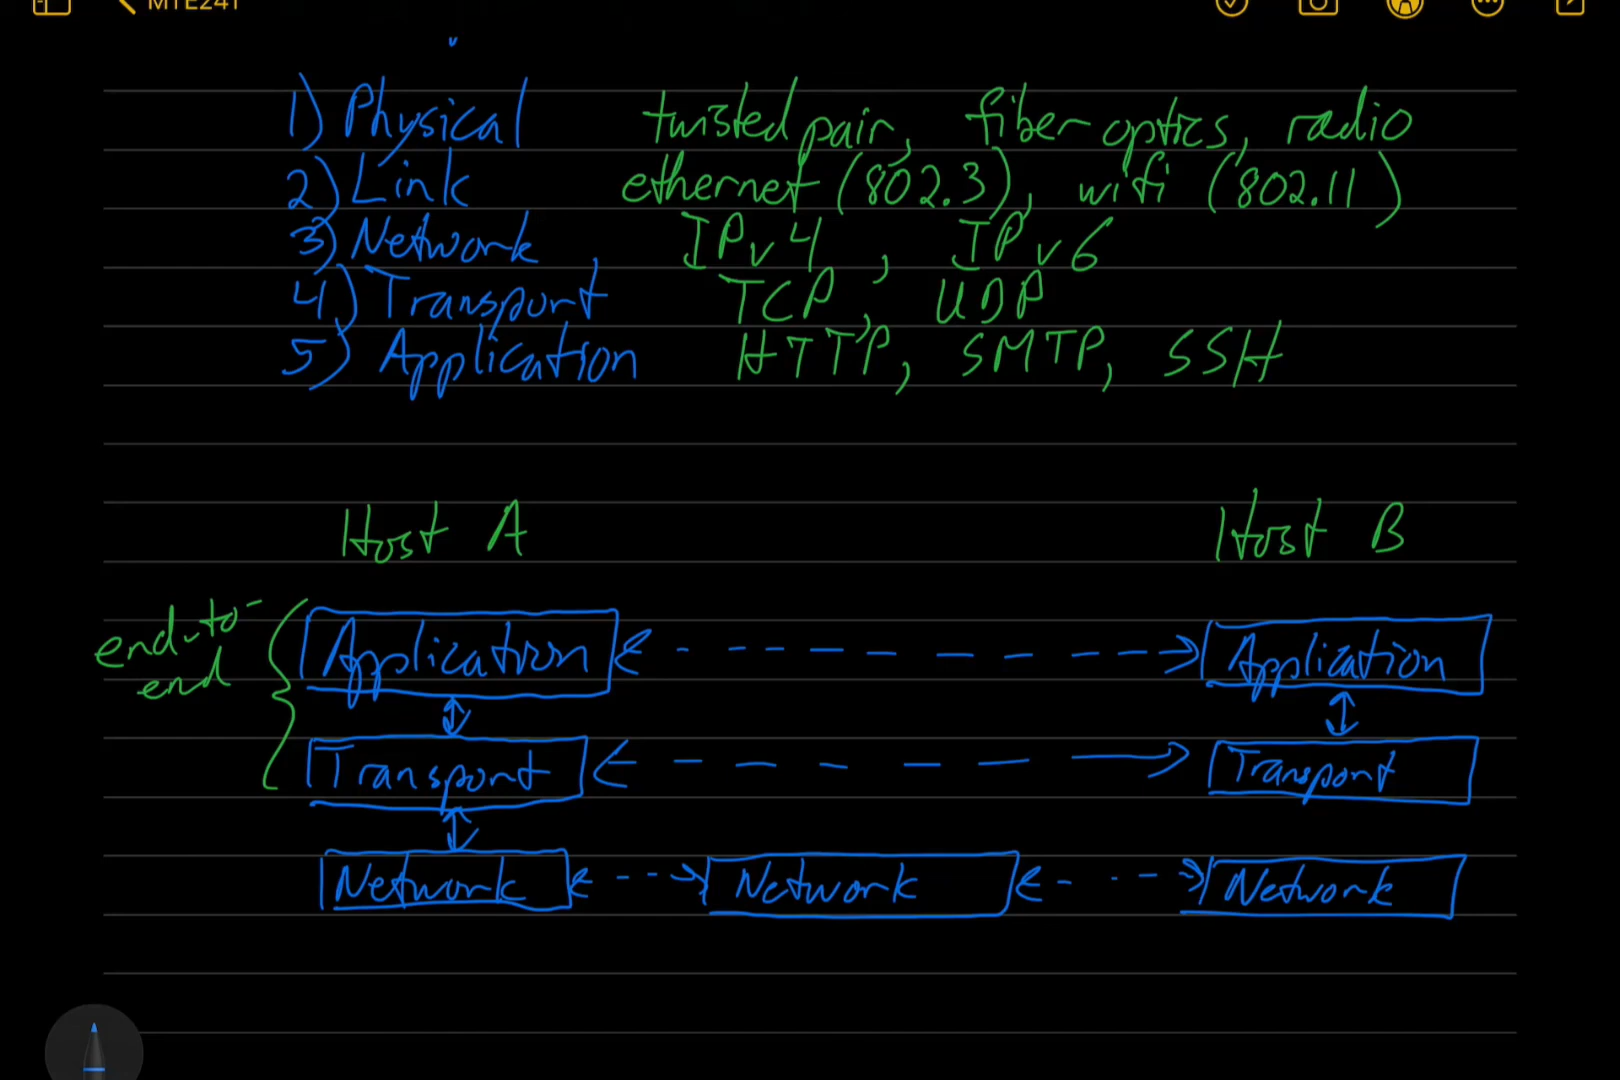 MTE241
1) Physical twisted pair, fiber optics, radio
2) Link ethernet (802.3), wifi (802.11)
3) Network IPv4, IPv6
4) Transport TCP, UDP
5) Application HTTP, SMTP, SSH
Host A Host B
end-to-
end
Application Application
Transport Transport
Network Network Network